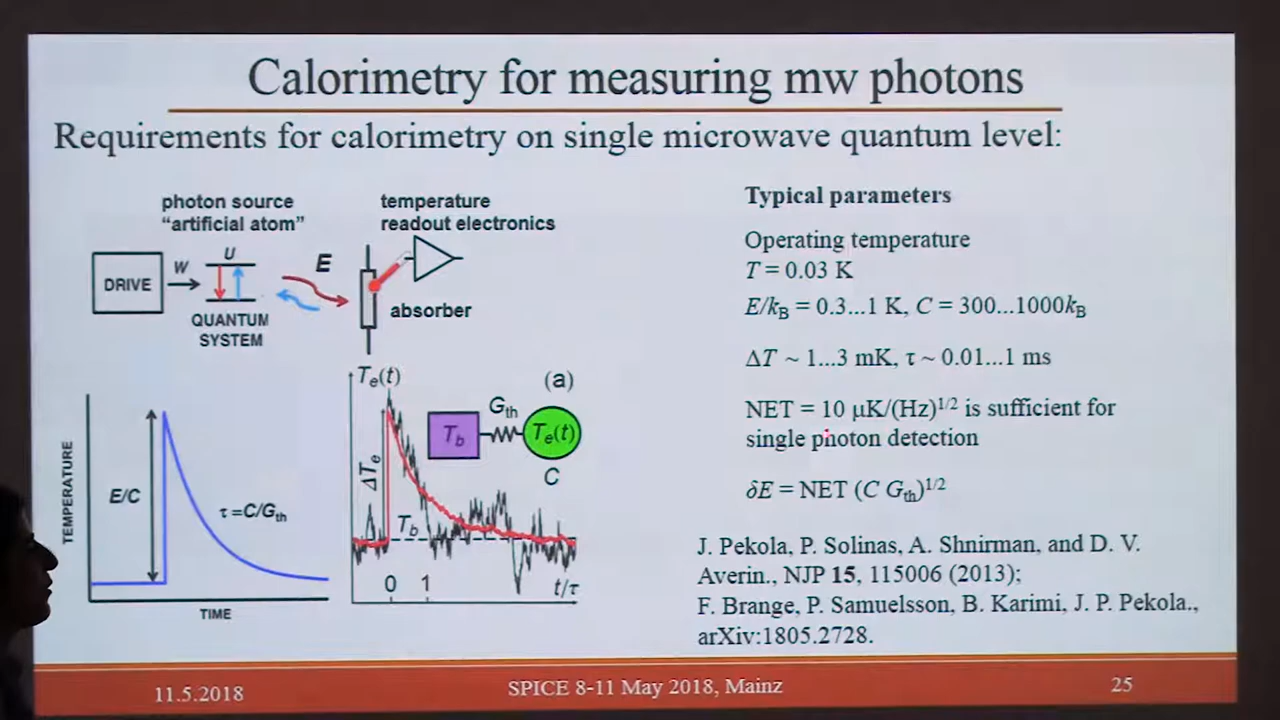 Calorimetry for measuring mw photons
Requirements for calorimetry on single microwave quantum level:
photon source
“artificial atom”
temperature
readout electronics
DRIVE
W
U
E
QUANTUM
SYSTEM
absorber
TEMPERATURE
E/C
τ=C/Gth
TIME
Te(t)
(a)
Gth
Tb
Te(t)
C
ΔTe
Tb
0 1
t/τ
Typical parameters
Operating temperature
T = 0.03 K
E/kB = 0.3...1 K, C = 300...1000kB
ΔT ~ 1...3 mK, τ ~ 0.01...1 ms
NET = 10 μK/(Hz)1/2 is sufficient for
single photon detection
δE = NET (C Gth)1/2
J. Pekola, P. Solinas, A. Shnirman, and D. V.
Averin., NJP 15, 115006 (2013);
F. Brange, P. Samuelsson, B. Karimi, J. P. Pekola.,
arXiv:1805.2728.
11.5.2018
SPICE 8-11 May 2018, Mainz
25